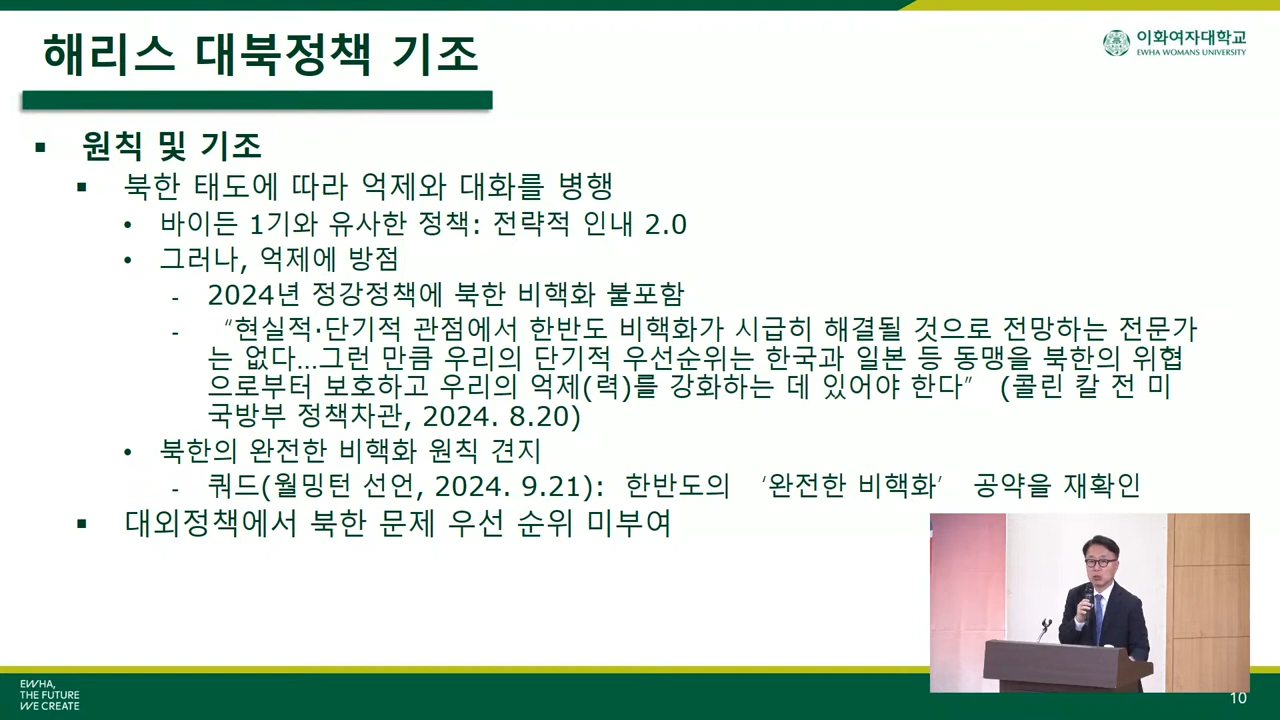 해리스 대북정책 기조
이화여자대학교
EWHA WOMANS UNIVERSITY
▪ 원칙 및 기조
▪ 북한 태도에 따라 억제와 대화를 병행
• 바이든 1기와 유사한 정책: 전략적 인내 2.0
• 그러나, 억제에 방점
- 2024년 정강정책에 북한 비핵화 불포함
- “현실적·단기적 관점에서 한반도 비핵화가 시급히 해결될 것으로 전망하는 전문가
는 없다…그런 만큼 우리의 단기적 우선순위는 한국과 일본 등 동맹을 북한의 위협
으로부터 보호하고 우리의 억제(력)를 강화하는 데 있어야 한다” (콜린 칼 전 미
국방부 정책차관, 2024. 8.20)
• 북한의 완전한 비핵화 원칙 견지
- 쿼드(월밍턴 선언, 2024. 9.21): 한반도의 ‘완전한 비핵화’ 공약을 재확인
▪ 대외정책에서 북한 문제 우선 순위 미부여
EWHA,
THE FUTURE
WE CREATE
10